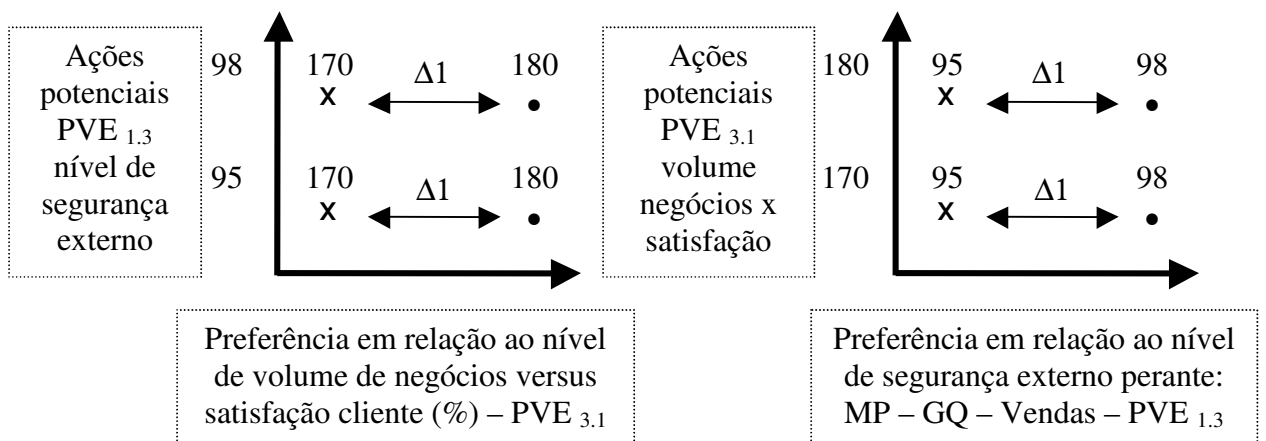 Ações
potenciais
PVE 1.3
nível de
segurança
externo
98
170
Δ1
180
x
•
95
170
Δ1
180
x
•
Preferência em relação ao nível
de volume de negócios versus
satisfação cliente (%) – PVE 3.1
Ações
potenciais
PVE 3.1
volume
negócios x
satisfação
180
95
Δ1
98
x
•
170
95
Δ1
98
x
•
Preferência em relação ao nível
de segurança externo perante:
MP – GQ – Vendas – PVE 1.3